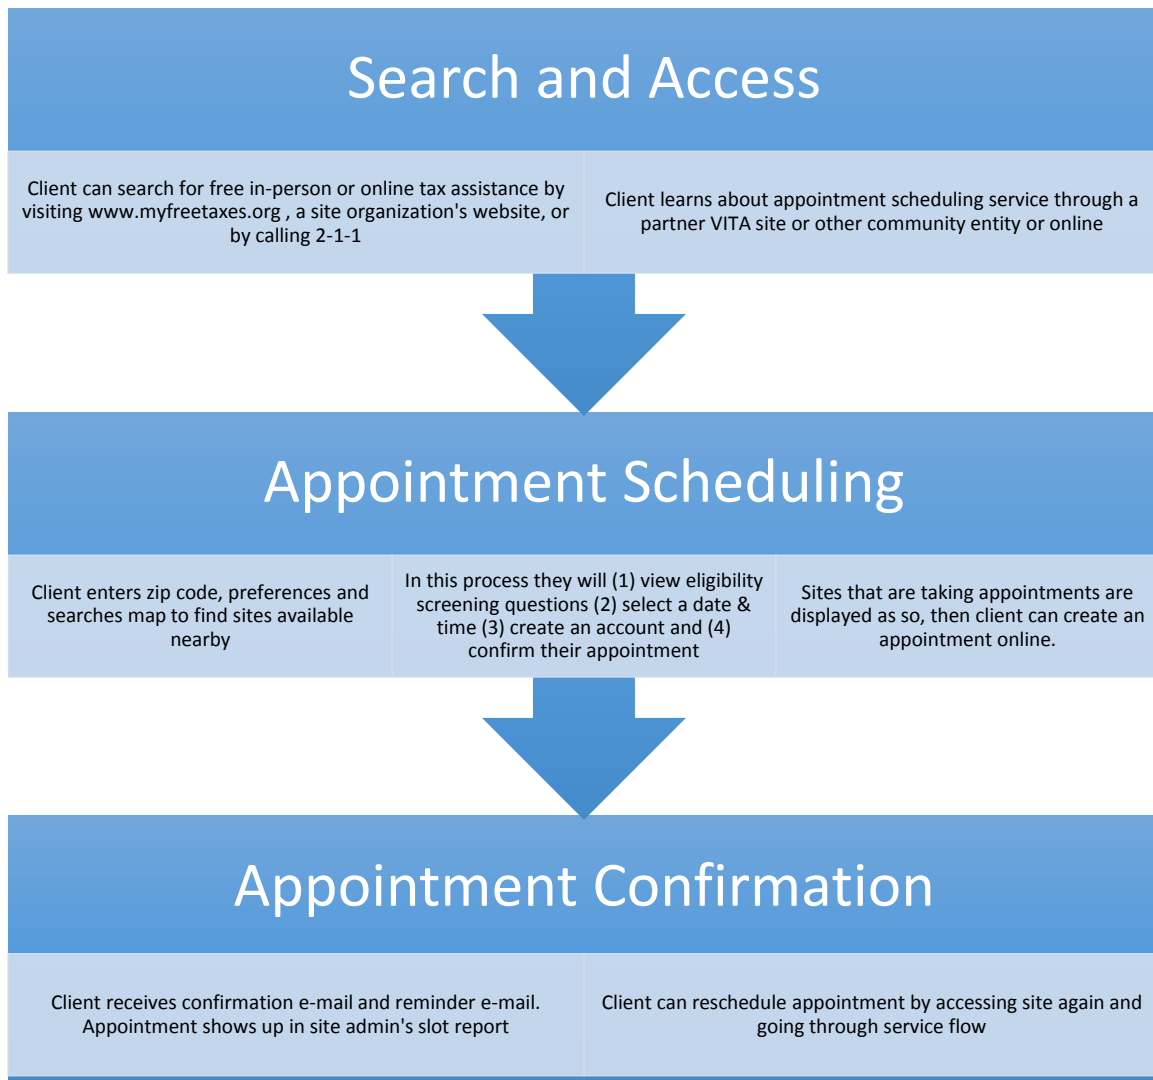 Search and Access
Client can search for free in-person or online tax assistance by
visiting www.myfreetaxes.org , a site organization's website, or
by calling 2-1-1
Client learns about appointment scheduling service through a
partner VITA site or other community entity or online
Appointment Scheduling
Client enters zip code, preferences and
searches map to find sites available
nearby
In this process they will (1) view eligibility
screening questions (2) select a date &
time (3) create an account and (4)
confirm their appointment
Sites that are taking appointments are
displayed as so, then client can create an
appointment online.
Appointment Confirmation
Client receives confirmation e-mail and reminder e-mail.
Appointment shows up in site admin's slot report
Client can reschedule appointment by accessing site again and
going through service flow